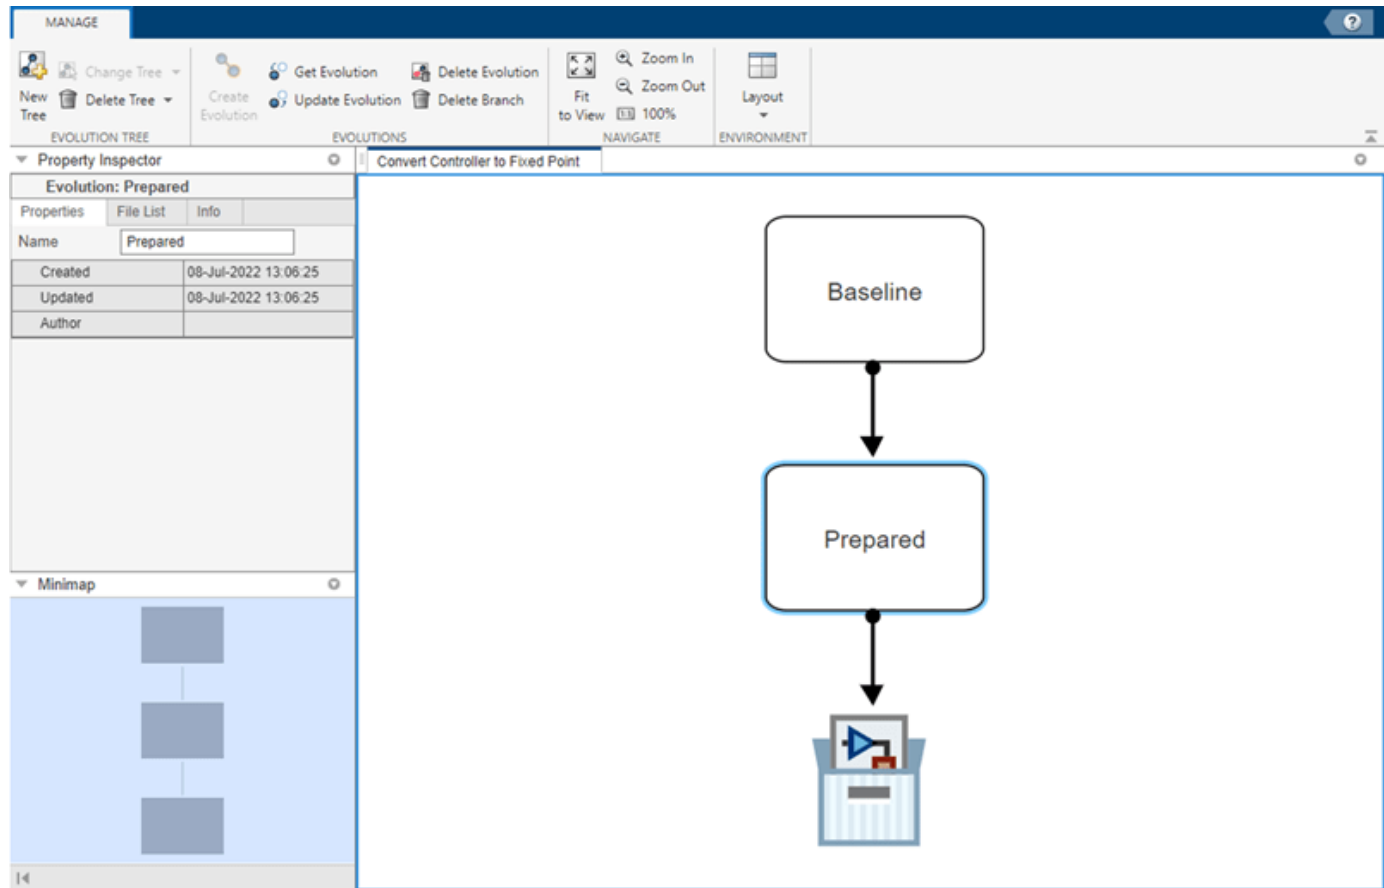 MANAGE
?
New
Tree
Change Tree
Delete Tree
Create
Evolution
Get Evolution
Update Evolution
Delete Evolution
Delete Branch
Fit
to View
Zoom In
Zoom Out
1:1 100%
Layout
EVOLUTION TREE
EVOLUTIONS
NAVIGATE
ENVIRONMENT
Property Inspector
Convert Controller to Fixed Point
Evolution: Prepared
Properties File List Info
Name Prepared
Created 08-Jul-2022 13:06:25
Updated 08-Jul-2022 13:06:25
Author
Baseline
Prepared
Minimap